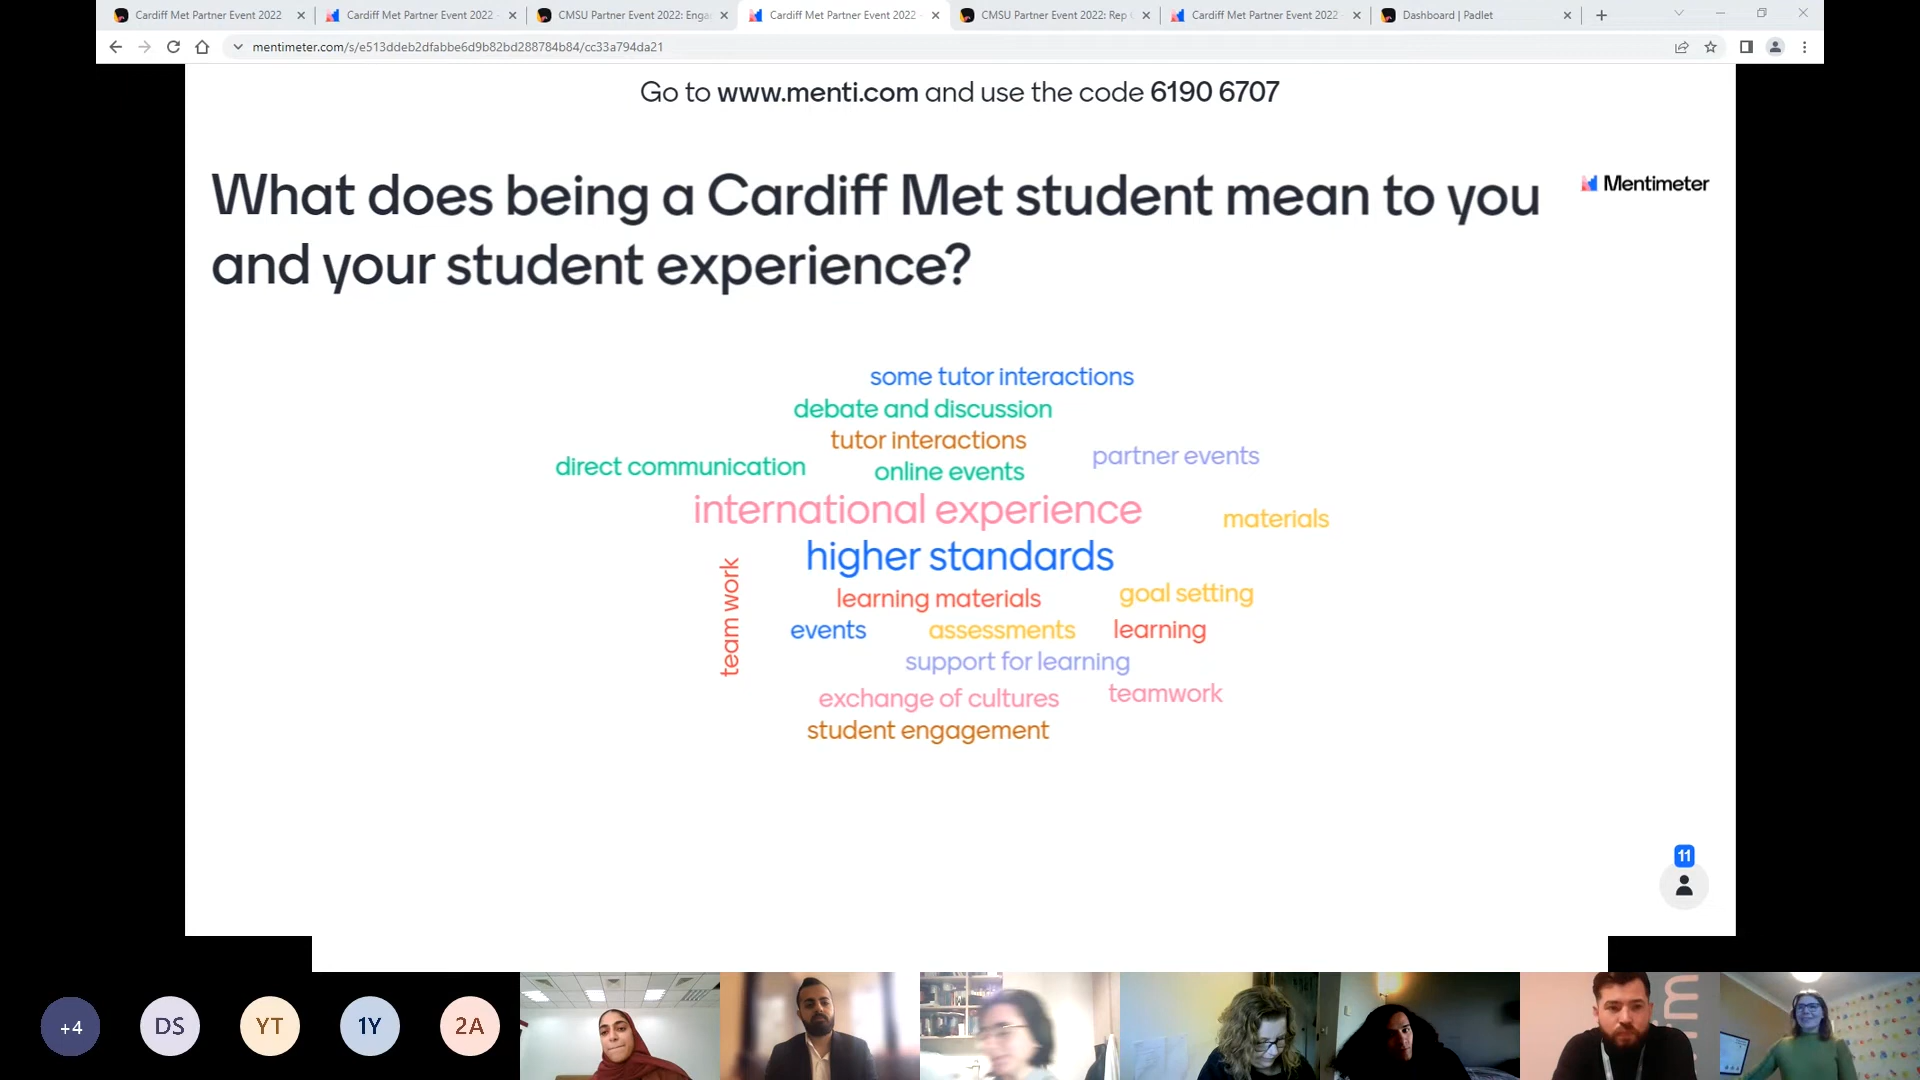 Cardiff Met Partner Event 2022
Cardiff Met Partner Event 2022 -
CMSU Partner Event 2022: Enga
Cardiff Met Partner Event 2022 -
CMSU Partner Event 2022: Rep
Cardiff Met Partner Event 2022 -
Dashboard | Padlet
mentimeter.com/s/e513ddeb2dfabbe6d9b82bd288784b84/cc33a794da21
Go to www.menti.com and use the code 6190 6707
What does being a Cardiff Met student mean to you
and your student experience?
Mentimeter
some tutor interactions
debate and discussion
tutor interactions
partner events
direct communication
online events
international experience
materials
higher standards
team work
learning materials
goal setting
events
assessments
learning
support for learning
exchange of cultures
teamwork
student engagement
11
+4
DS
YT
1Y
2A